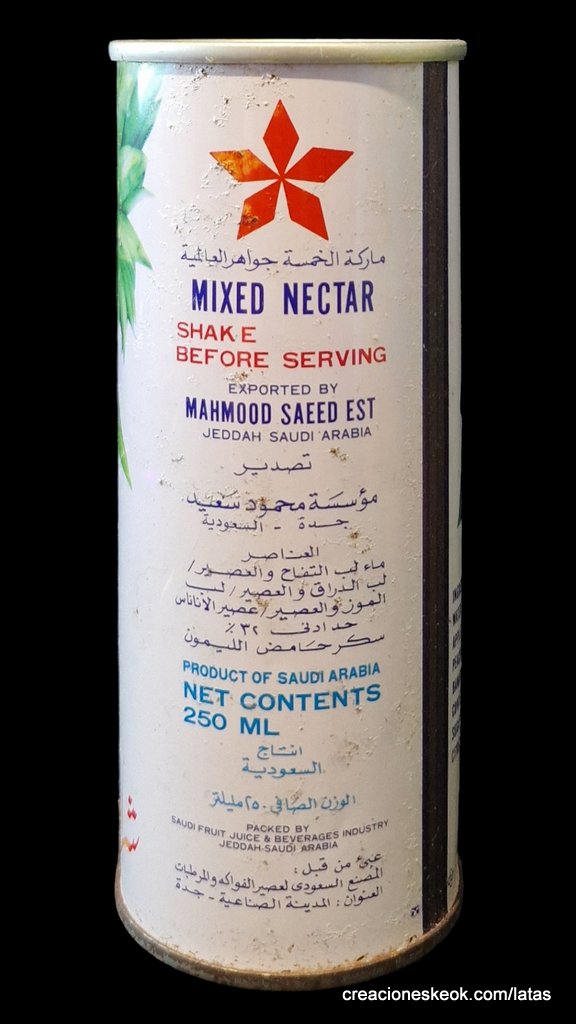 ماركة الخمسة جواهر العالمية
MIXED NECTAR
SHAKE
BEFORE SERVING
EXPORTED BY
MAHMOOD SAEED EST
JEDDAH SAUDI ARABIA
تصدير
مؤسسة محمود سعيد
جدة - السعودية
العناصر
ماء لب التفاح والعصير/
لب الدراق والعصير/ لب
الموز والعصير/عصير الاناناس
حد ادنى ٣٢٪
سكر حامض الليمون
PRODUCT OF SAUDI ARABIA
NET CONTENTS
250 ML
انتاج
السعودية
الوزن الصافي ٢٥٠ مليلتر
PACKED BY
SAUDI FRUIT JUICE & BEVERAGES INDUSTRY
JEDDAH-SAUDI ARABIA
عبئ من قبل :
المصنع السعودى لعصير الفواكه والمرطبات
العنوان : المدينة الصناعية - جدة
creacioneskeok.com/latas